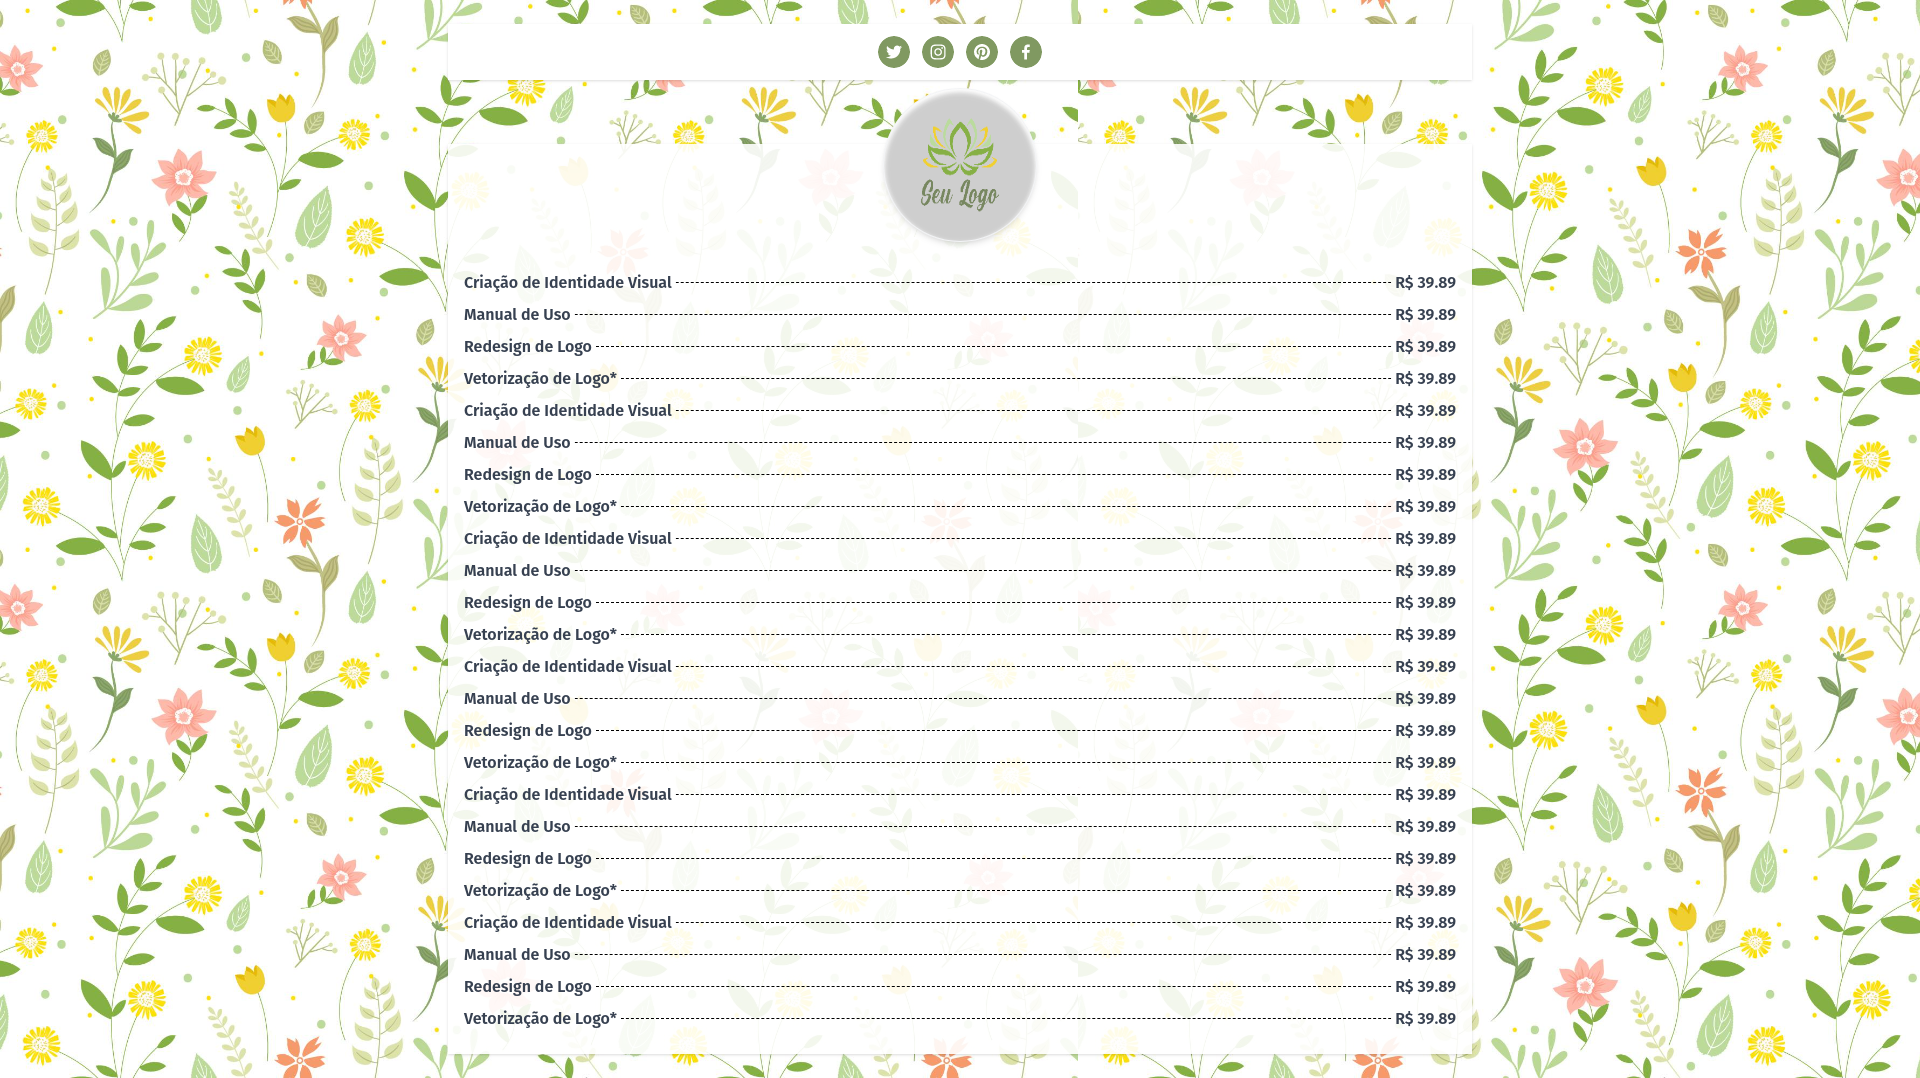 Seu Logo
Criação de Identidade Visual R$ 39.89
Manual de Uso R$ 39.89
Redesign de Logo R$ 39.89
Vetorização de Logo* R$ 39.89
Criação de Identidade Visual R$ 39.89
Manual de Uso R$ 39.89
Redesign de Logo R$ 39.89
Vetorização de Logo* R$ 39.89
Criação de Identidade Visual R$ 39.89
Manual de Uso R$ 39.89
Redesign de Logo R$ 39.89
Vetorização de Logo* R$ 39.89
Criação de Identidade Visual R$ 39.89
Manual de Uso R$ 39.89
Redesign de Logo R$ 39.89
Vetorização de Logo* R$ 39.89
Criação de Identidade Visual R$ 39.89
Manual de Uso R$ 39.89
Redesign de Logo R$ 39.89
Vetorização de Logo* R$ 39.89
Criação de Identidade Visual R$ 39.89
Manual de Uso R$ 39.89
Redesign de Logo R$ 39.89
Vetorização de Logo* R$ 39.89